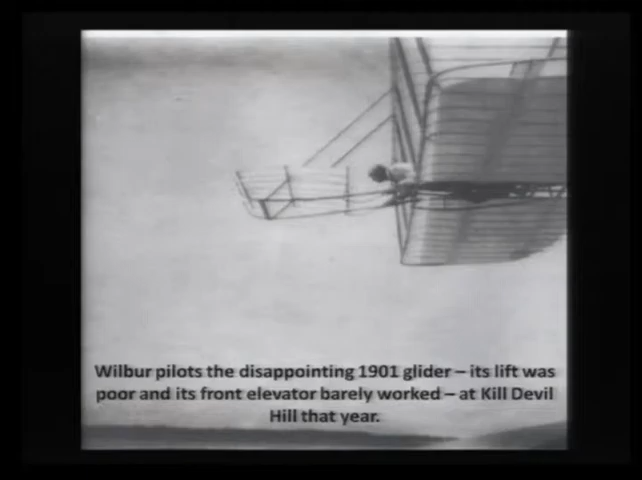 Wilbur pilots the disappointing 1901 glider – its lift was
poor and its front elevator barely worked – at Kill Devil
Hill that year.